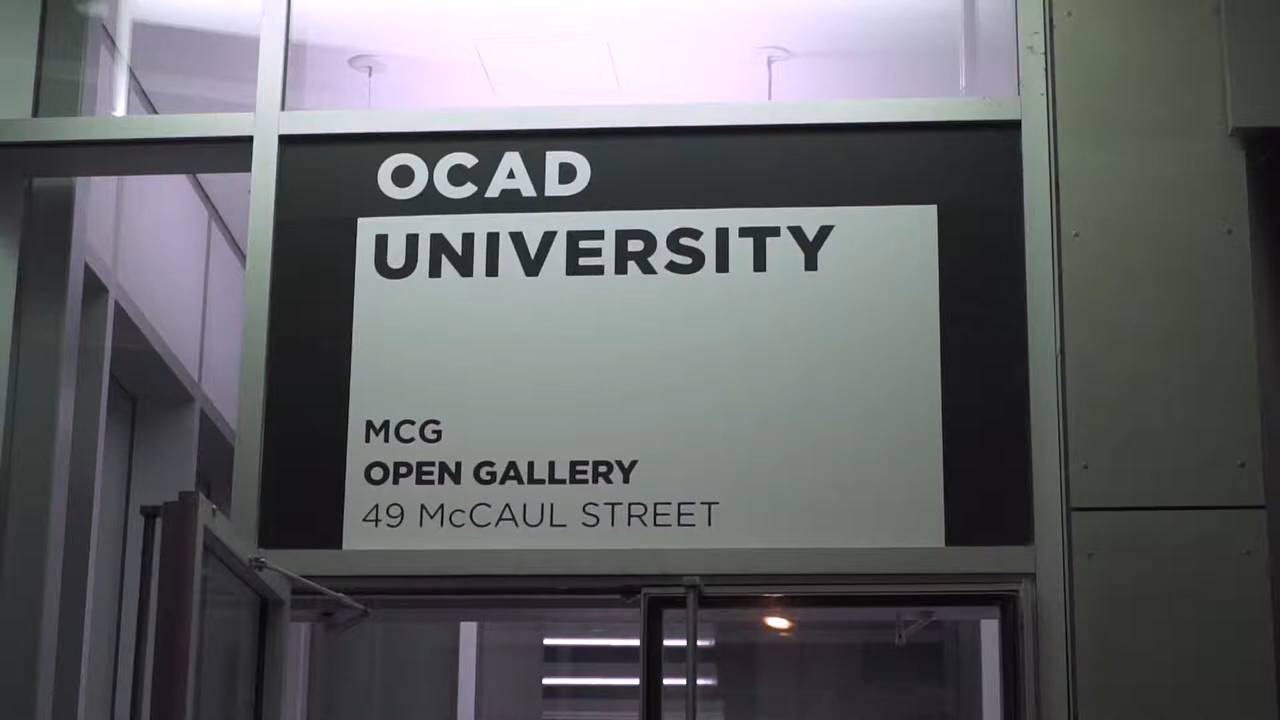 OCAD
UNIVERSITY
MCG
OPEN GALLERY
49 McCAUL STREET